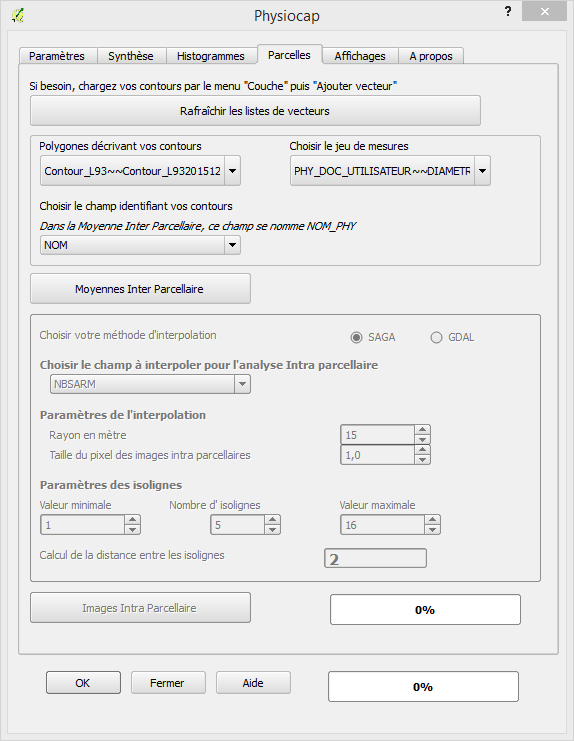 Physiocap
?
Paramètres Synthèse Histogrammes Parcelles Affichages A propos
Si besoin, chargez vos contours par le menu "Couche" puis "Ajouter vecteur"
Rafraîchir les listes de vecteurs
Polygones décrivant vos contours Choisir le jeu de mesures
Contour_L93~~Contour_L93201512 PHY_DOC_UTILISATEUR~~DIAMETR
Choisir le champ identifiant vos contours
Dans la Moyenne Inter Parcellaire, ce champ se nomme NOM_PHY
NOM
Moyennes Inter Parcellaire
Choisir votre méthode d'interpolation SAGA GDAL
Choisir le champ à interpoler pour l'analyse Intra parcellaire
NBSARM
Paramètres de l'interpolation
Rayon en mètre 15
Taille du pixel des images intra parcellaires 1,0
Paramètres des isolignes
Valeur minimale Nombre d' isolignes Valeur maximale
1 5 16
Calcul de la distance entre les isolignes 2
Images Intra Parcellaire 0%
OK Fermer Aide 0%